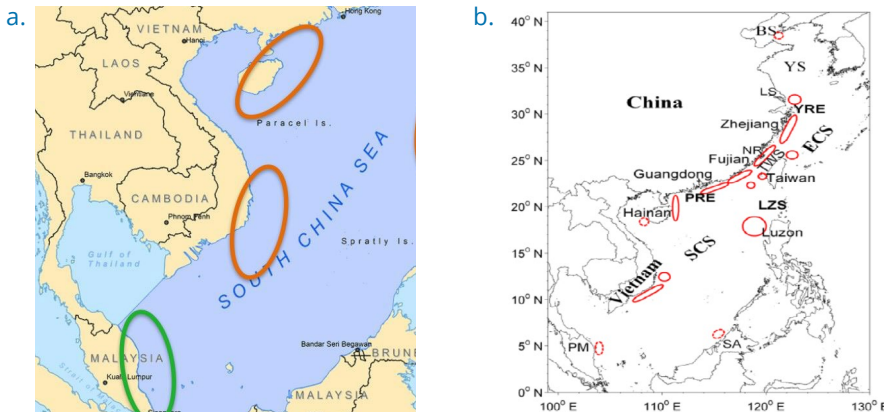 a.
VIETNAM
Hanoi
Hong Kong
LAOS
Vientiane
Paracel Is.
THAILAND
Bangkok
CAMBODIA
Phnom Penh
SOUTH CHINA SEA
Gulf of
Thailand
Spratly Is.
MALAYSIA
Kuala Lumpur
Bandar Seri Begawan
BRUNE
MALAYSIA
b.
40° N
35° N
30° N
25° N
20° N
15° N
10° N
5° N
0° N
100° E
110° E
120° E
130° E
BS
YS
LS
YRE
China
Zhejiang
ECS
NR
Fujian
TWS
Guangdong
Taiwan
PRE
Hainan
LZS
Luzon
SCS
Vietnam
PM
SA